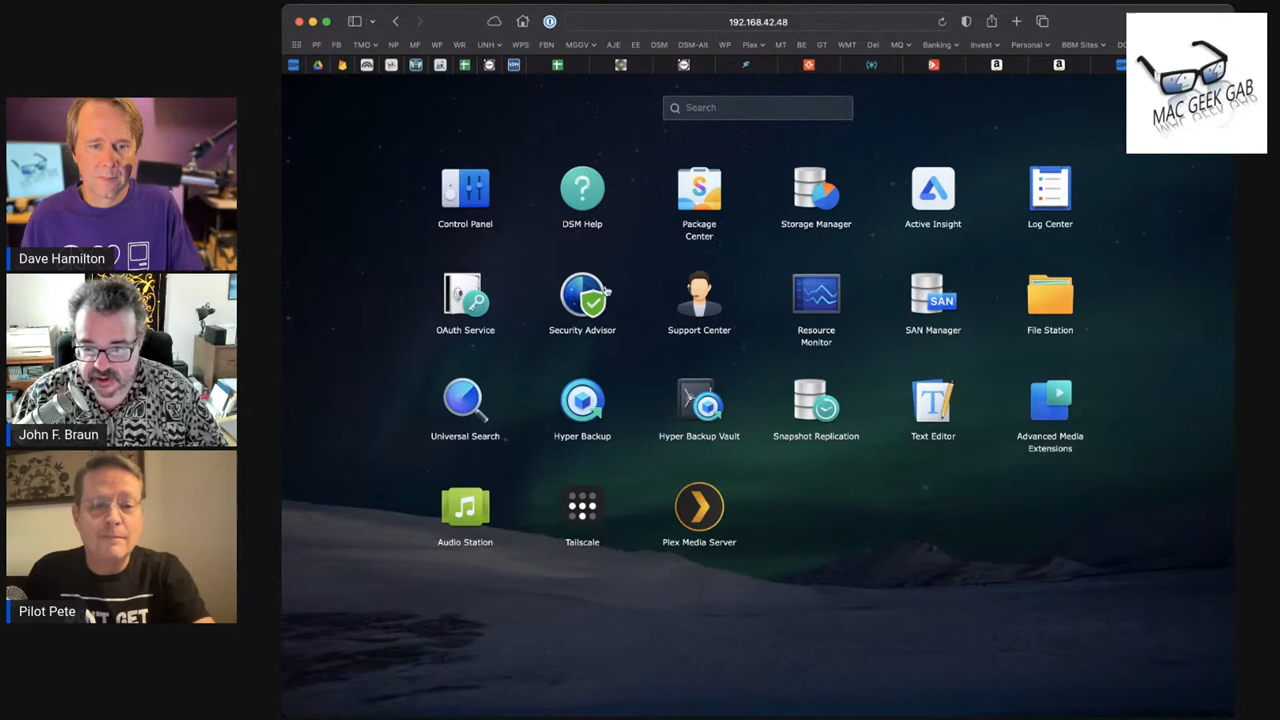 192.168.42.48
PF FB TMO NP MF WF WR UNH WPS FBN MGGV AJE EE DSM DSM-Alt WP Plex MT BE GT WMT Del MQ Banking Invest Personal BBM Sites
MAC GEEK GAB
Search
Control Panel
DSM Help
Package Center
Storage Manager
Active Insight
Log Center
OAuth Service
Security Advisor
Support Center
Resource Monitor
SAN
SAN Manager
File Station
Universal Search
Hyper Backup
Hyper Backup Vault
Snapshot Replication
Text Editor
Advanced Media Extensions
Audio Station
Tailscale
Plex Media Server
Dave Hamilton
John F. Braun
Pilot Pete